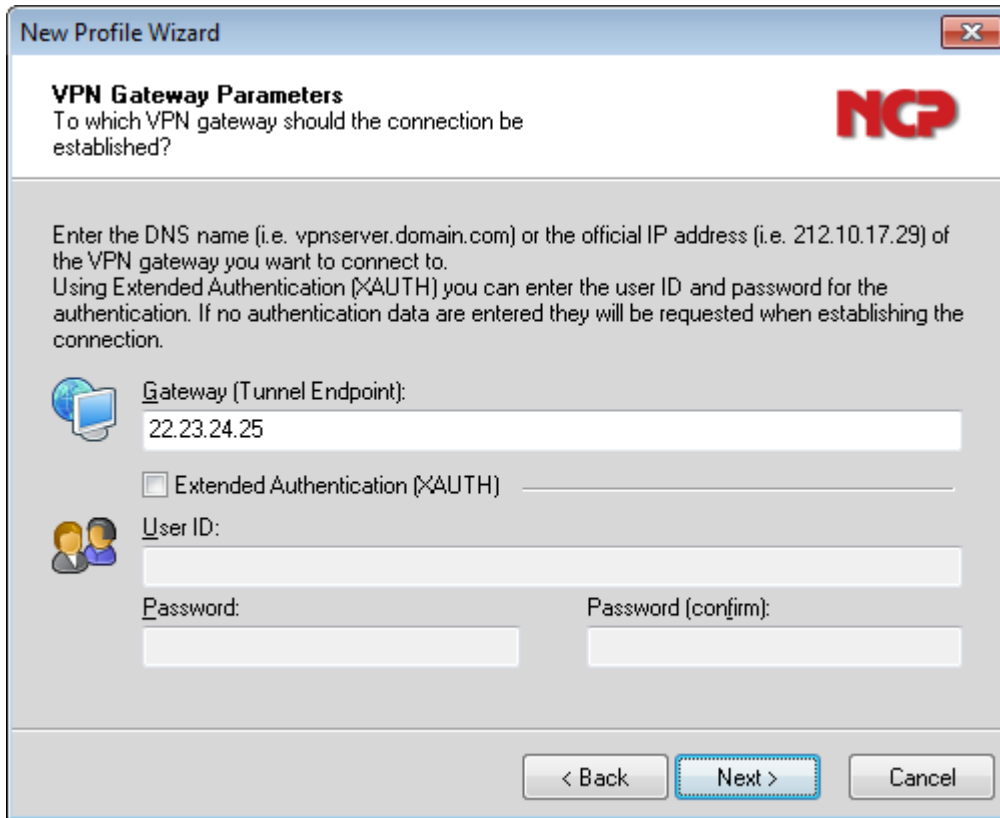 New Profile Wizard
VPN Gateway Parameters
To which VPN gateway should the connection be
established?
NCP
Enter the DNS name (i.e. vpnserver.domain.com) or the official IP address (i.e. 212.10.17.29) of
the VPN gateway you want to connect to.
Using Extended Authentication (XAUTH) you can enter the user ID and password for the
authentication. If no authentication data are entered they will be requested when establishing the
connection.
Gateway (Tunnel Endpoint):
22.23.24.25
Extended Authentication (XAUTH)
User ID:
Password: Password (confirm):
< Back Next > Cancel